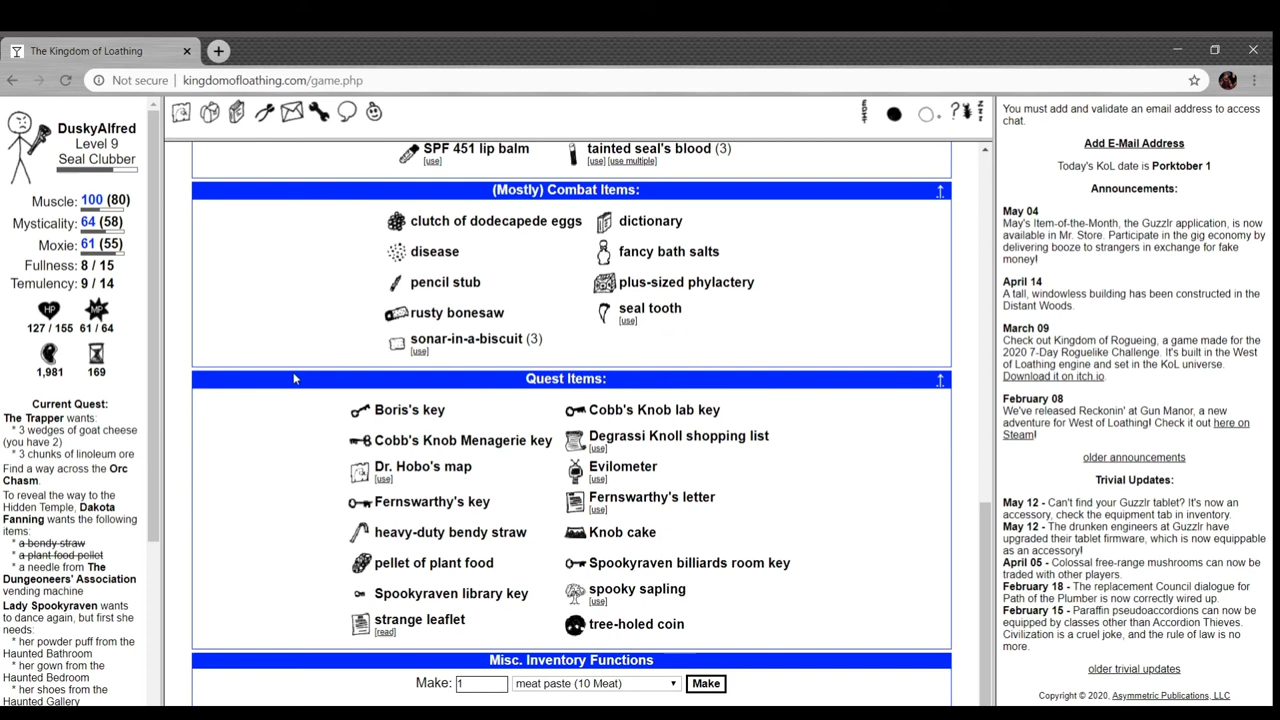 The Kingdom of Loathing
Not secure | kingdomofloathing.com/game.php
DuskyAlfred
Level 9
Seal Clubber
Muscle: 100 (80)
Mysticality: 64 (58)
Moxie: 61 (55)
Fullness: 8 / 15
Temulency: 9 / 14
HP MP
127 / 155 61 / 64
1,981 169
Current Quest:
The Trapper wants:
* 3 wedges of goat cheese
(you have 2)
* 3 chunks of linoleum ore
Find a way across the Orc
Chasm.
To reveal the way to the
Hidden Temple, Dakota
Fanning wants the following
items:
* a bendy straw
* a plant food pellet
* a needle from The
Dungeoneers' Association
vending machine
Lady Spookyraven wants
to dance again, but first she
needs:
* her powder puff from the
Haunted Bathroom
* her gown from the
Haunted Bedroom
* her shoes from the
Haunted Gallery
SPF 451 lip balm tainted seal's blood (3)
[use] [use] [use multiple]
(Mostly) Combat Items:
clutch of dodecapede eggs dictionary
disease fancy bath salts
pencil stub plus-sized phylactery
rusty bonesaw seal tooth
[use]
sonar-in-a-biscuit (3)
[use]
Quest Items:
Boris's key Cobb's Knob lab key
Cobb's Knob Menagerie key Degrassi Knoll shopping list
[use]
Dr. Hobo's map Evilometer
[use] [use]
Fernswarthy's key Fernswarthy's letter
[use]
heavy-duty bendy straw Knob cake
pellet of plant food Spookyraven billiards room key
Spookyraven library key spooky sapling
[use]
strange leaflet tree-holed coin
[read]
Misc. Inventory Functions
Make: 1 meat paste (10 Meat) Make
You must add and validate an email address to access
chat.
Add E-Mail Address
Today's KoL date is Porktober 1
Announcements:
May 04
May's Item-of-the-Month, the Guzzlr application, is now
available in Mr. Store. Participate in the gig economy by
delivering booze to strangers in exchange for fake
money!
April 14
A tall, windowless building has been constructed in the
Distant Woods.
March 09
Check out Kingdom of Rogueing, a game made for the
2020 7-Day Roguelike Challenge. It's built in the West
of Loathing engine and set in the KoL universe.
Download it on itch.io.
February 08
We've released Reckonin' at Gun Manor, a new
adventure for West of Loathing! Check it out here on
Steam!
older announcements
Trivial Updates:
May 12 - Can't find your Guzzlr tablet? It's now an
accessory, check the equipment tab in inventory.
May 12 - The drunken engineers at Guzzlr have
upgraded their tablet firmware, which is now equippable
as an accessory!
April 05 - Colossal free-range mushrooms can now be
traded with other players.
February 18 - The replacement Council dialogue for
Path of the Plumber is now correctly wired up.
February 15 - Paraffin pseudoaccordions can now be
equipped by classes other than Accordion Thieves.
Civilization is a cruel joke, and the rule of law is no
more.
older trivial updates
Copyright © 2020, Asymmetric Publications, LLC